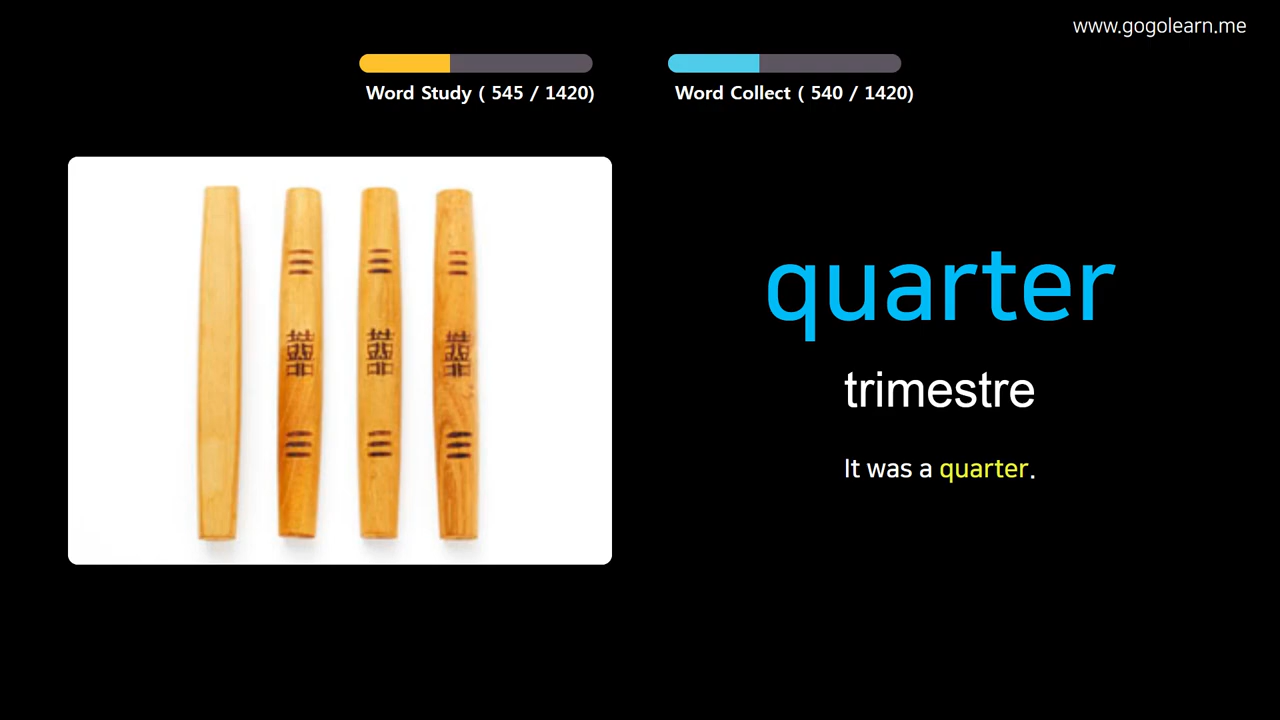 www.gogolearn.me
Word Study ( 545 / 1420)
Word Collect ( 540 / 1420)
quarter
trimestre
It was a quarter.